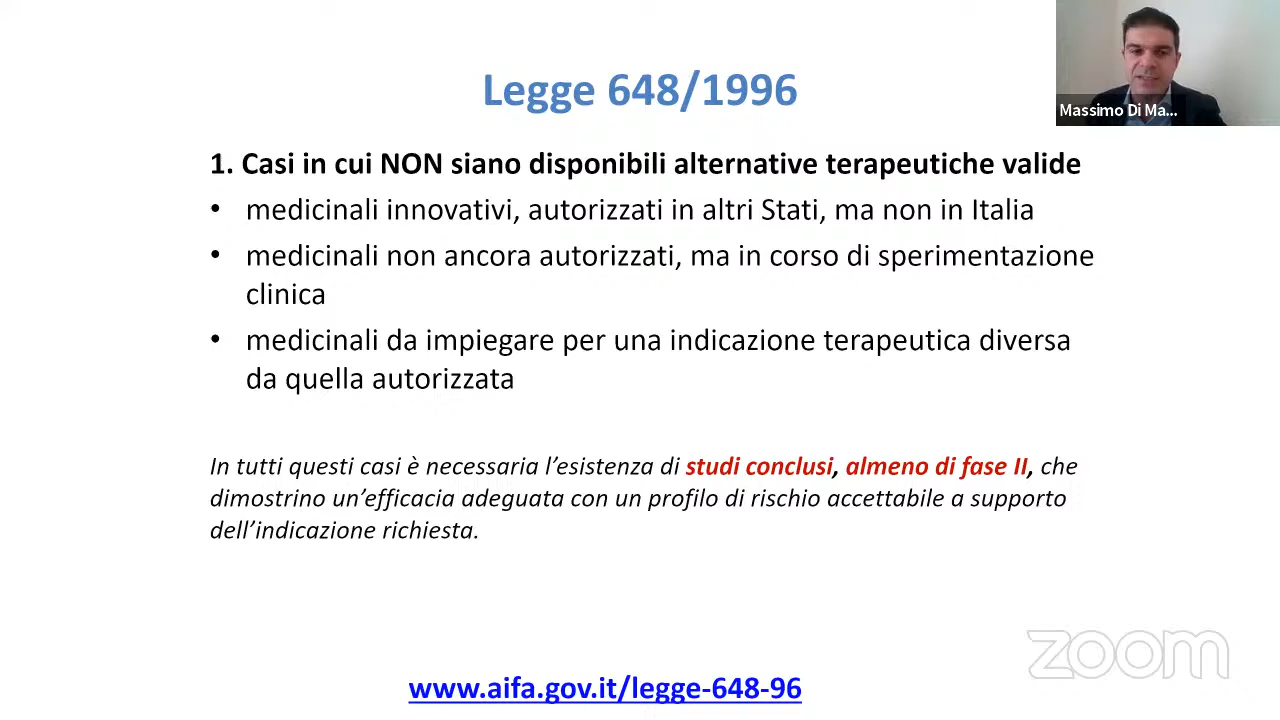 Massimo Di Ma...
Legge 648/1996
1. Casi in cui NON siano disponibili alternative terapeutiche valide
• medicinali innovativi, autorizzati in altri Stati, ma non in Italia
• medicinali non ancora autorizzati, ma in corso di sperimentazione
clinica
• medicinali da impiegare per una indicazione terapeutica diversa
da quella autorizzata
In tutti questi casi è necessaria l’esistenza di studi conclusi, almeno di fase II, che
dimostrino un’efficacia adeguata con un profilo di rischio accettabile a supporto
dell’indicazione richiesta.
zoom
www.aifa.gov.it/legge-648-96